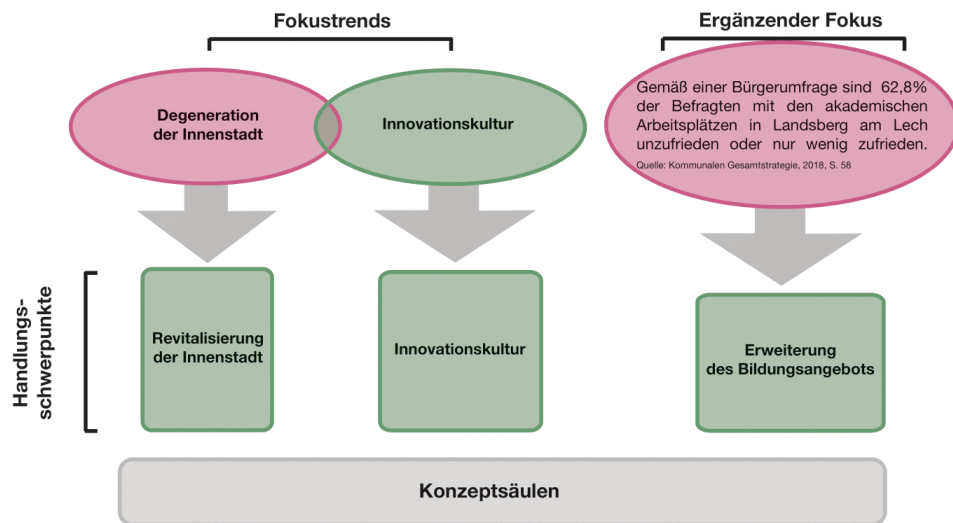 Fokustrends
Ergänzender Fokus
Degeneration
der Innenstadt
Innovationskultur
Gemäß einer Bürgerumfrage sind 62,8%
der Befragten mit den akademischen
Arbeitsplätzen in Landsberg am Lech
unzufrieden oder nur wenig zufrieden.
Quelle: Kommunalen Gesamtstrategie, 2018, S. 58
Handlungs-
schwerpunkte
Revitalisierung
der Innenstadt
Innovationskultur
Erweiterung
des Bildungsangebots
Konzeptsäulen